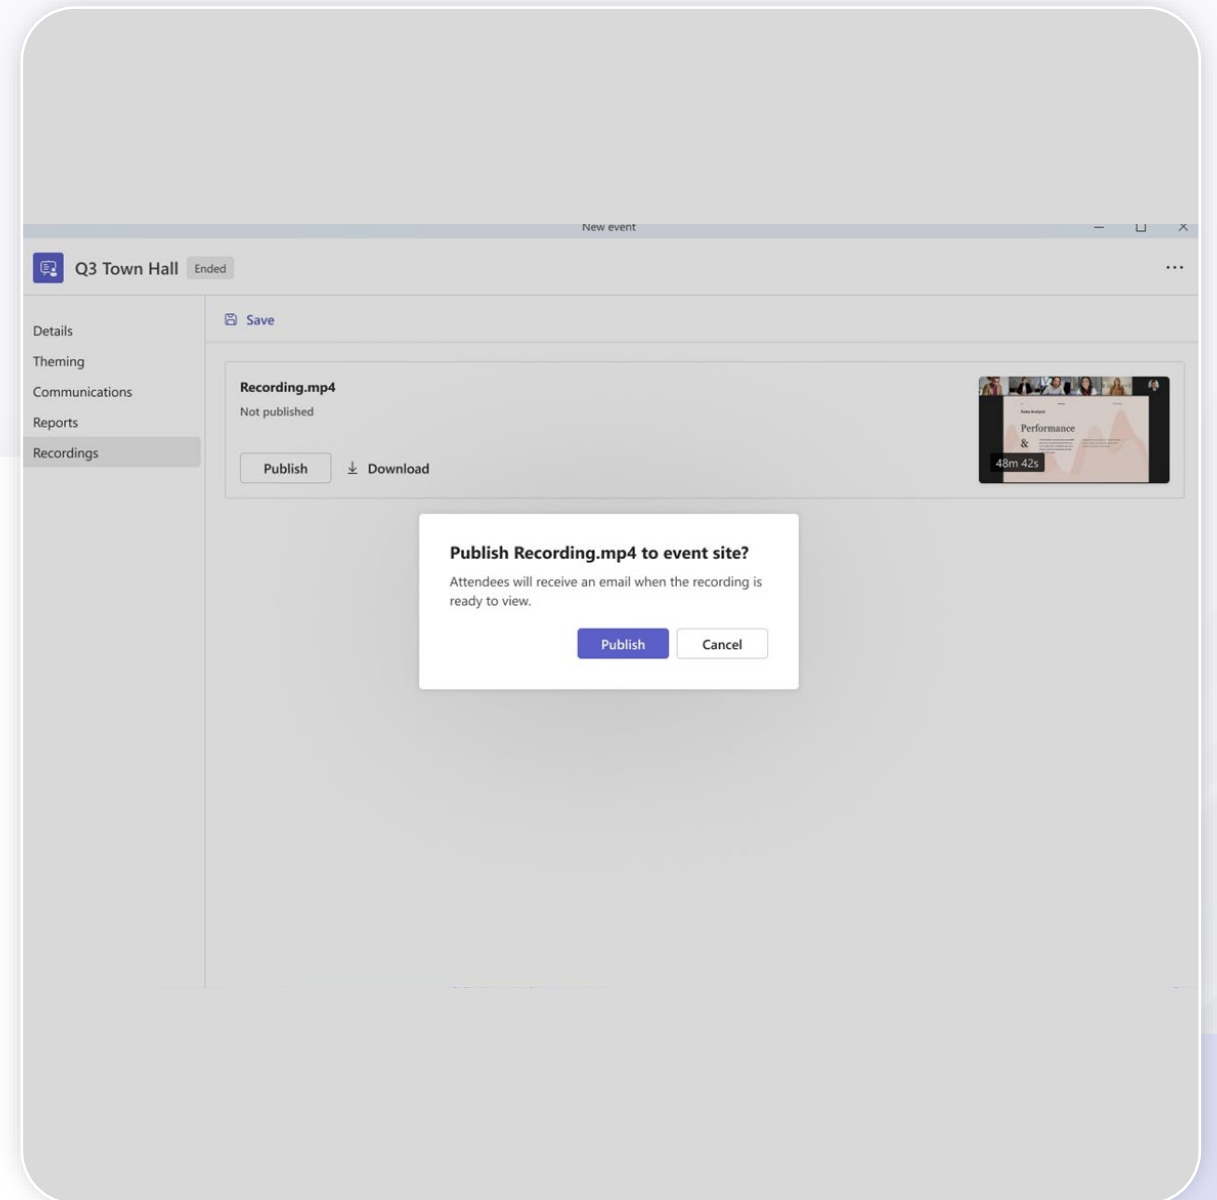 New event
Q3 Town Hall Ended
Details
Theming
Communications
Reports
Recordings
Save
Recording.mp4
Not published
Publish Download
Performance
&
48m 42s
Publish Recording.mp4 to event site?
Attendees will receive an email when the recording is
ready to view.
Publish Cancel